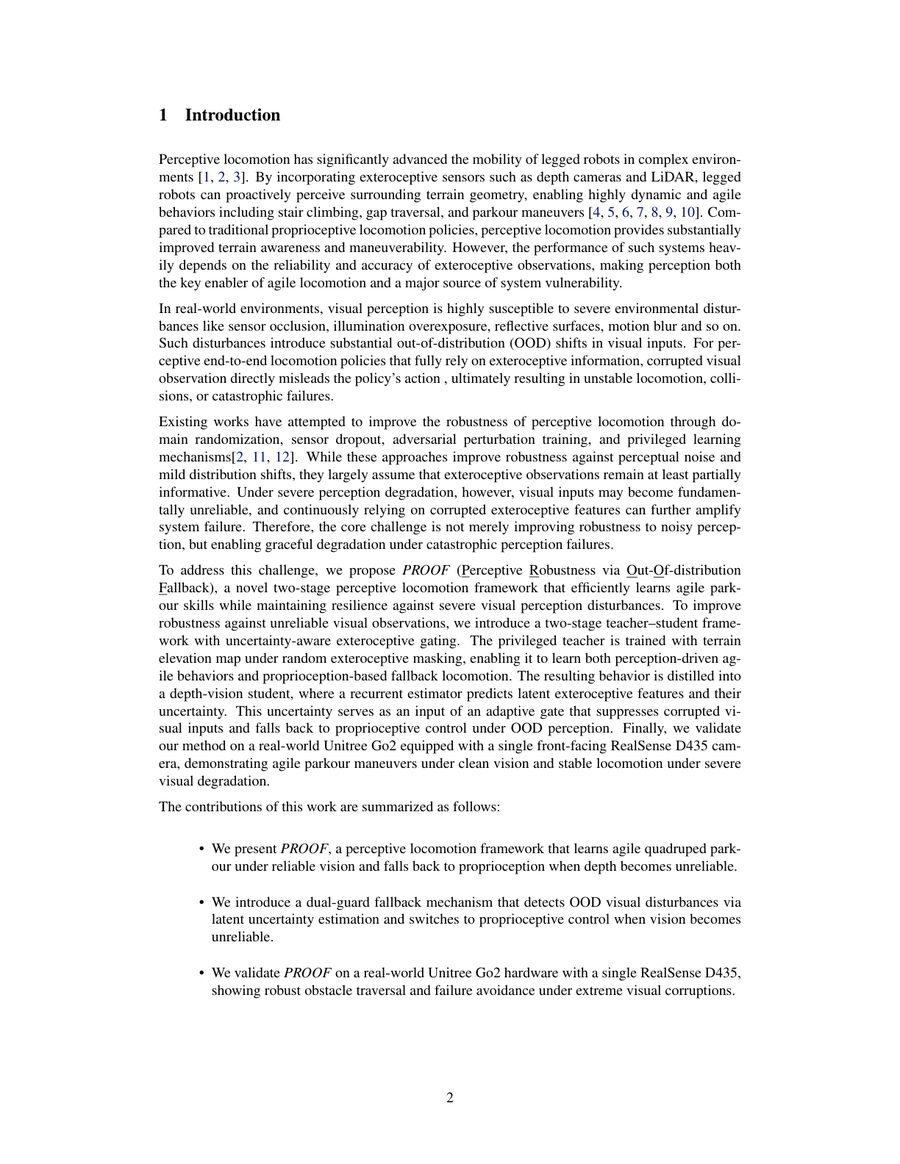 1 Introduction
Perceptive locomotion has significantly advanced the mobility of legged robots in complex environ-
ments [1, 2, 3]. By incorporating exteroceptive sensors such as depth cameras and LiDAR, legged
robots can proactively perceive surrounding terrain geometry, enabling highly dynamic and agile
behaviors including stair climbing, gap traversal, and parkour maneuvers [4, 5, 6, 7, 8, 9, 10]. Com-
pared to traditional proprioceptive locomotion policies, perceptive locomotion provides substantially
improved terrain awareness and maneuverability. However, the performance of such systems heav-
ily depends on the reliability and accuracy of exteroceptive observations, making perception both
the key enabler of agile locomotion and a major source of system vulnerability.
In real-world environments, visual perception is highly susceptible to severe environmental distur-
bances like sensor occlusion, illumination overexposure, reflective surfaces, motion blur and so on.
Such disturbances introduce substantial out-of-distribution (OOD) shifts in visual inputs. For per-
ceptive end-to-end locomotion policies that fully rely on exteroceptive information, corrupted visual
observation directly misleads the policy's action , ultimately resulting in unstable locomotion, colli-
sions, or catastrophic failures.
Existing works have attempted to improve the robustness of perceptive locomotion through do-
main randomization, sensor dropout, adversarial perturbation training, and privileged learning
mechanisms[2, 11, 12]. While these approaches improve robustness against perceptual noise and
mild distribution shifts, they largely assume that exteroceptive observations remain at least partially
informative. Under severe perception degradation, however, visual inputs may become fundamen-
tally unreliable, and continuously relying on corrupted exteroceptive features can further amplify
system failure. Therefore, the core challenge is not merely improving robustness to noisy percep-
tion, but enabling graceful degradation under catastrophic perception failures.
To address this challenge, we propose PROOF (Perceptive Robustness via Out-Of-distribution
Fallback), a novel two-stage perceptive locomotion framework that efficiently learns agile park-
our skills while maintaining resilience against severe visual perception disturbances. To improve
robustness against unreliable visual observations, we introduce a two-stage teacher–student frame-
work with uncertainty-aware exteroceptive gating. The privileged teacher is trained with terrain
elevation map under random exteroceptive masking, enabling it to learn both perception-driven ag-
ile behaviors and proprioception-based fallback locomotion. The resulting behavior is distilled into
a depth-vision student, where a recurrent estimator predicts latent exteroceptive features and their
uncertainty. This uncertainty serves as an input of an adaptive gate that suppresses corrupted vi-
sual inputs and falls back to proprioceptive control under OOD perception. Finally, we validate
our method on a real-world Unitree Go2 equipped with a single front-facing RealSense D435 cam-
era, demonstrating agile parkour maneuvers under clean vision and stable locomotion under severe
visual degradation.
The contributions of this work are summarized as follows:
• We present PROOF, a perceptive locomotion framework that learns agile quadruped park-
our under reliable vision and falls back to proprioception when depth becomes unreliable.
• We introduce a dual-guard fallback mechanism that detects OOD visual disturbances via
latent uncertainty estimation and switches to proprioceptive control when vision becomes
unreliable.
• We validate PROOF on a real-world Unitree Go2 hardware with a single RealSense D435,
showing robust obstacle traversal and failure avoidance under extreme visual corruptions.
2